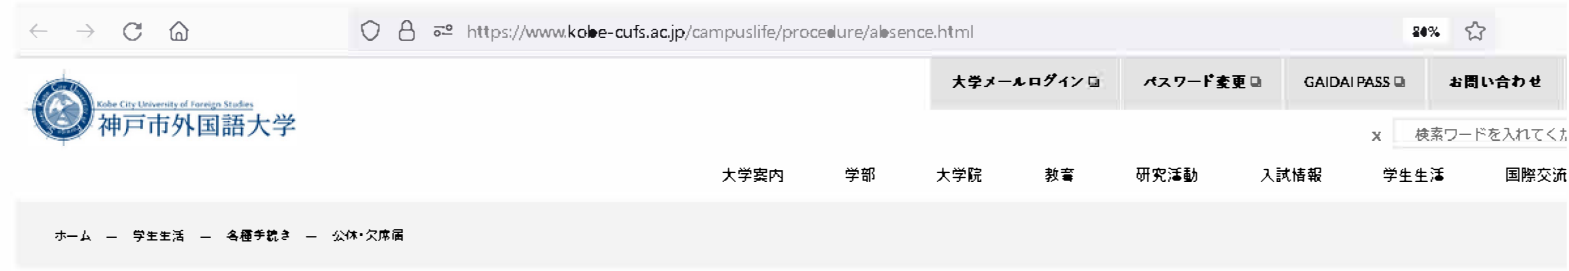 https://www.kobe-cufs.ac.jp/campuslife/procedure/absence.html 80%
大学メールログイン パスワード変更 GAIDAI PASS お問い合わせ
Kobe City University of Foreign Studies
神戸市外国語大学
x 検索ワードを入れてくだ
大学案内 学部 大学院 教育 研究活動 入試情報 学生生活 国際交流
ホーム — 学生生活 — 各種手続き — 公休・欠席届